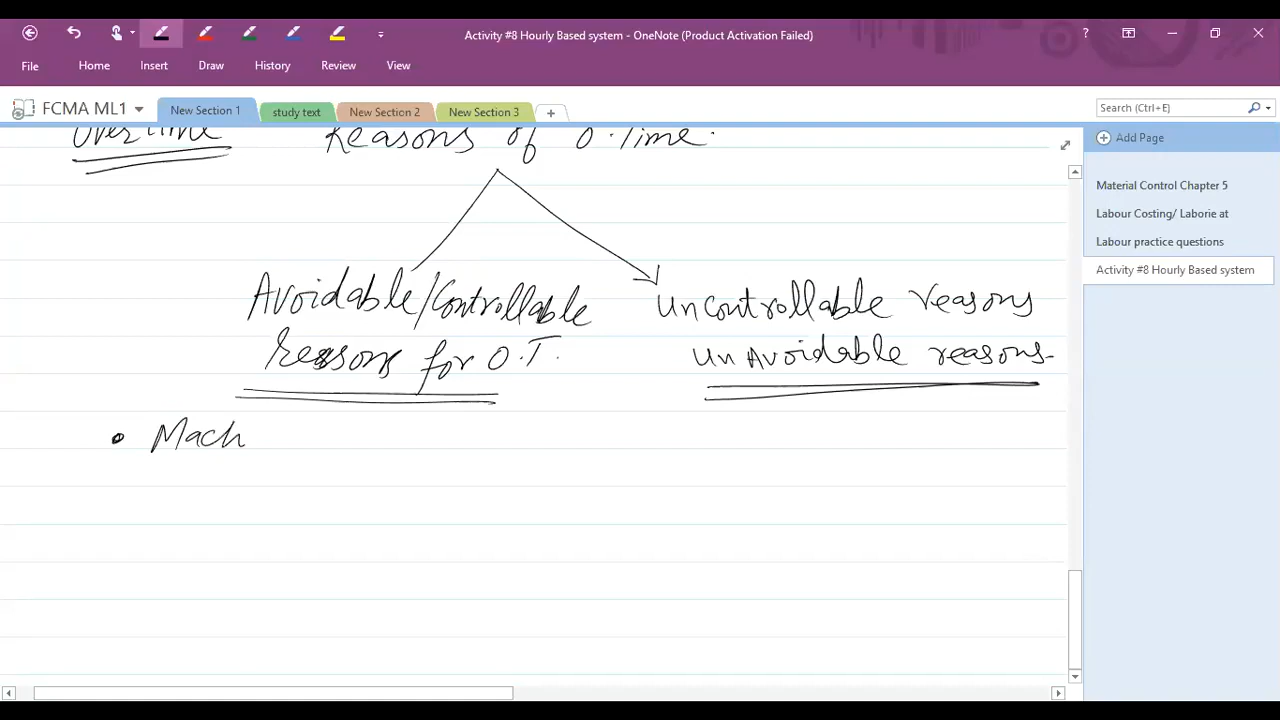 Activity #8 Hourly Based system - OneNote (Product Activation Failed)
?
File Home Insert Draw History Review View
FCMA ML1 New Section 1 study text New Section 2 New Section 3
Search (Ctrl+E)
Add Page
Material Control Chapter 5
Labour Costing/ Laborie at
Labour practice questions
Activity #8 Hourly Based system
Overtime Reasons of O.Time.
Avoidable/Controllable
Reasons for O.T.
Uncontrollable reasons
UnAvoidable reasons-
• Mach